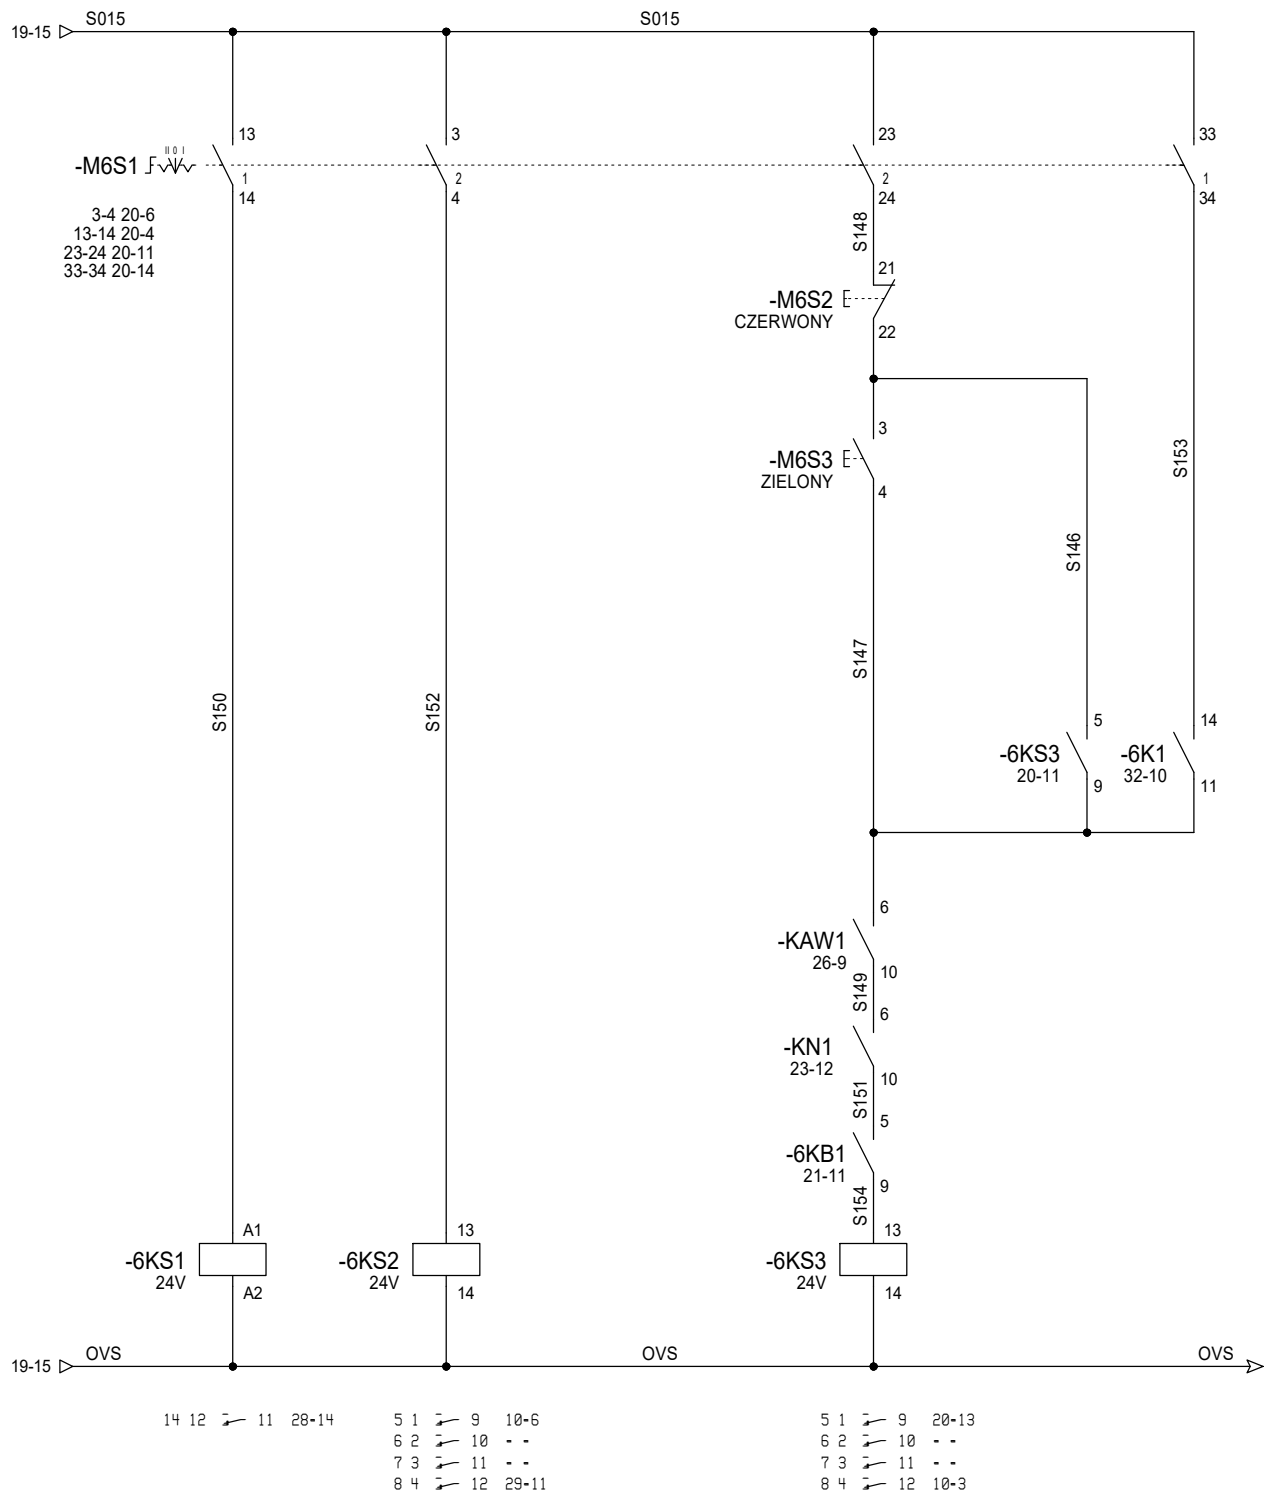 S015 S015
19-15
13 3 23 33
II 0 I
-M6S1
1 2 2 1
14 4 24 34
3-4 20-6
13-14 20-4
23-24 20-11
33-34 20-14
S148
21
-M6S2
CZERWONY
22
3
-M6S3
ZIELONY
4
S153
S146
S147
S150 S152
5 14
-6KS3 -6K1
20-11 32-10
9 11
6
-KAW1
26-9
10
S149
6
-KN1
23-12
10
S151
5
-6KB1
21-11
9
S154
A1 13 13
-6KS1 -6KS2 -6KS3
24V 24V 24V
A2 14 14
OVS OVS OVS
19-15
14 12 11 28-14 5 1 9 10-6 5 1 9 20-13
6 2 10 - - 6 2 10 - -
7 3 11 - - 7 3 11 - -
8 4 12 29-11 8 4 12 10-3